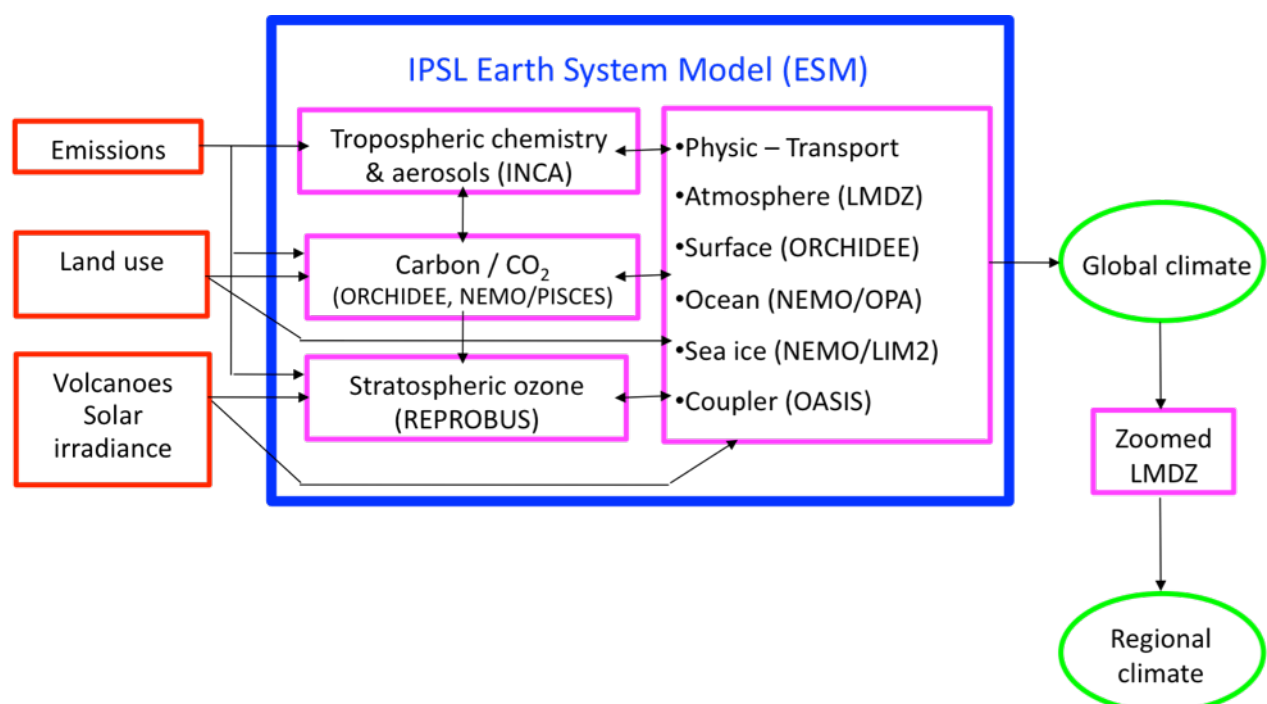 IPSL Earth System Model (ESM)
Emissions
Land use
Volcanoes
Solar
irradiance
Tropospheric chemistry
& aerosols (INCA)
Carbon / CO₂
(ORCHIDEE, NEMO/PISCES)
Stratospheric ozone
(REPROBUS)
•Physic – Transport
•Atmosphere (LMDZ)
•Surface (ORCHIDEE)
•Ocean (NEMO/OPA)
•Sea ice (NEMO/LIM2)
•Coupler (OASIS)
Global climate
Zoomed
LMDZ
Regional
climate